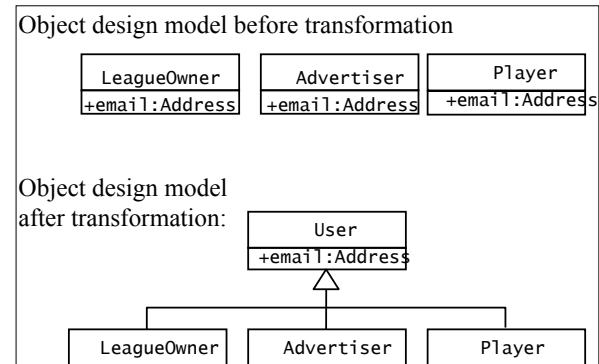 Object design model before transformation
LeagueOwner Advertiser Player
+email:Address +email:Address +email:Address
Object design model
after transformation:
User
+email:Address
LeagueOwner Advertiser Player